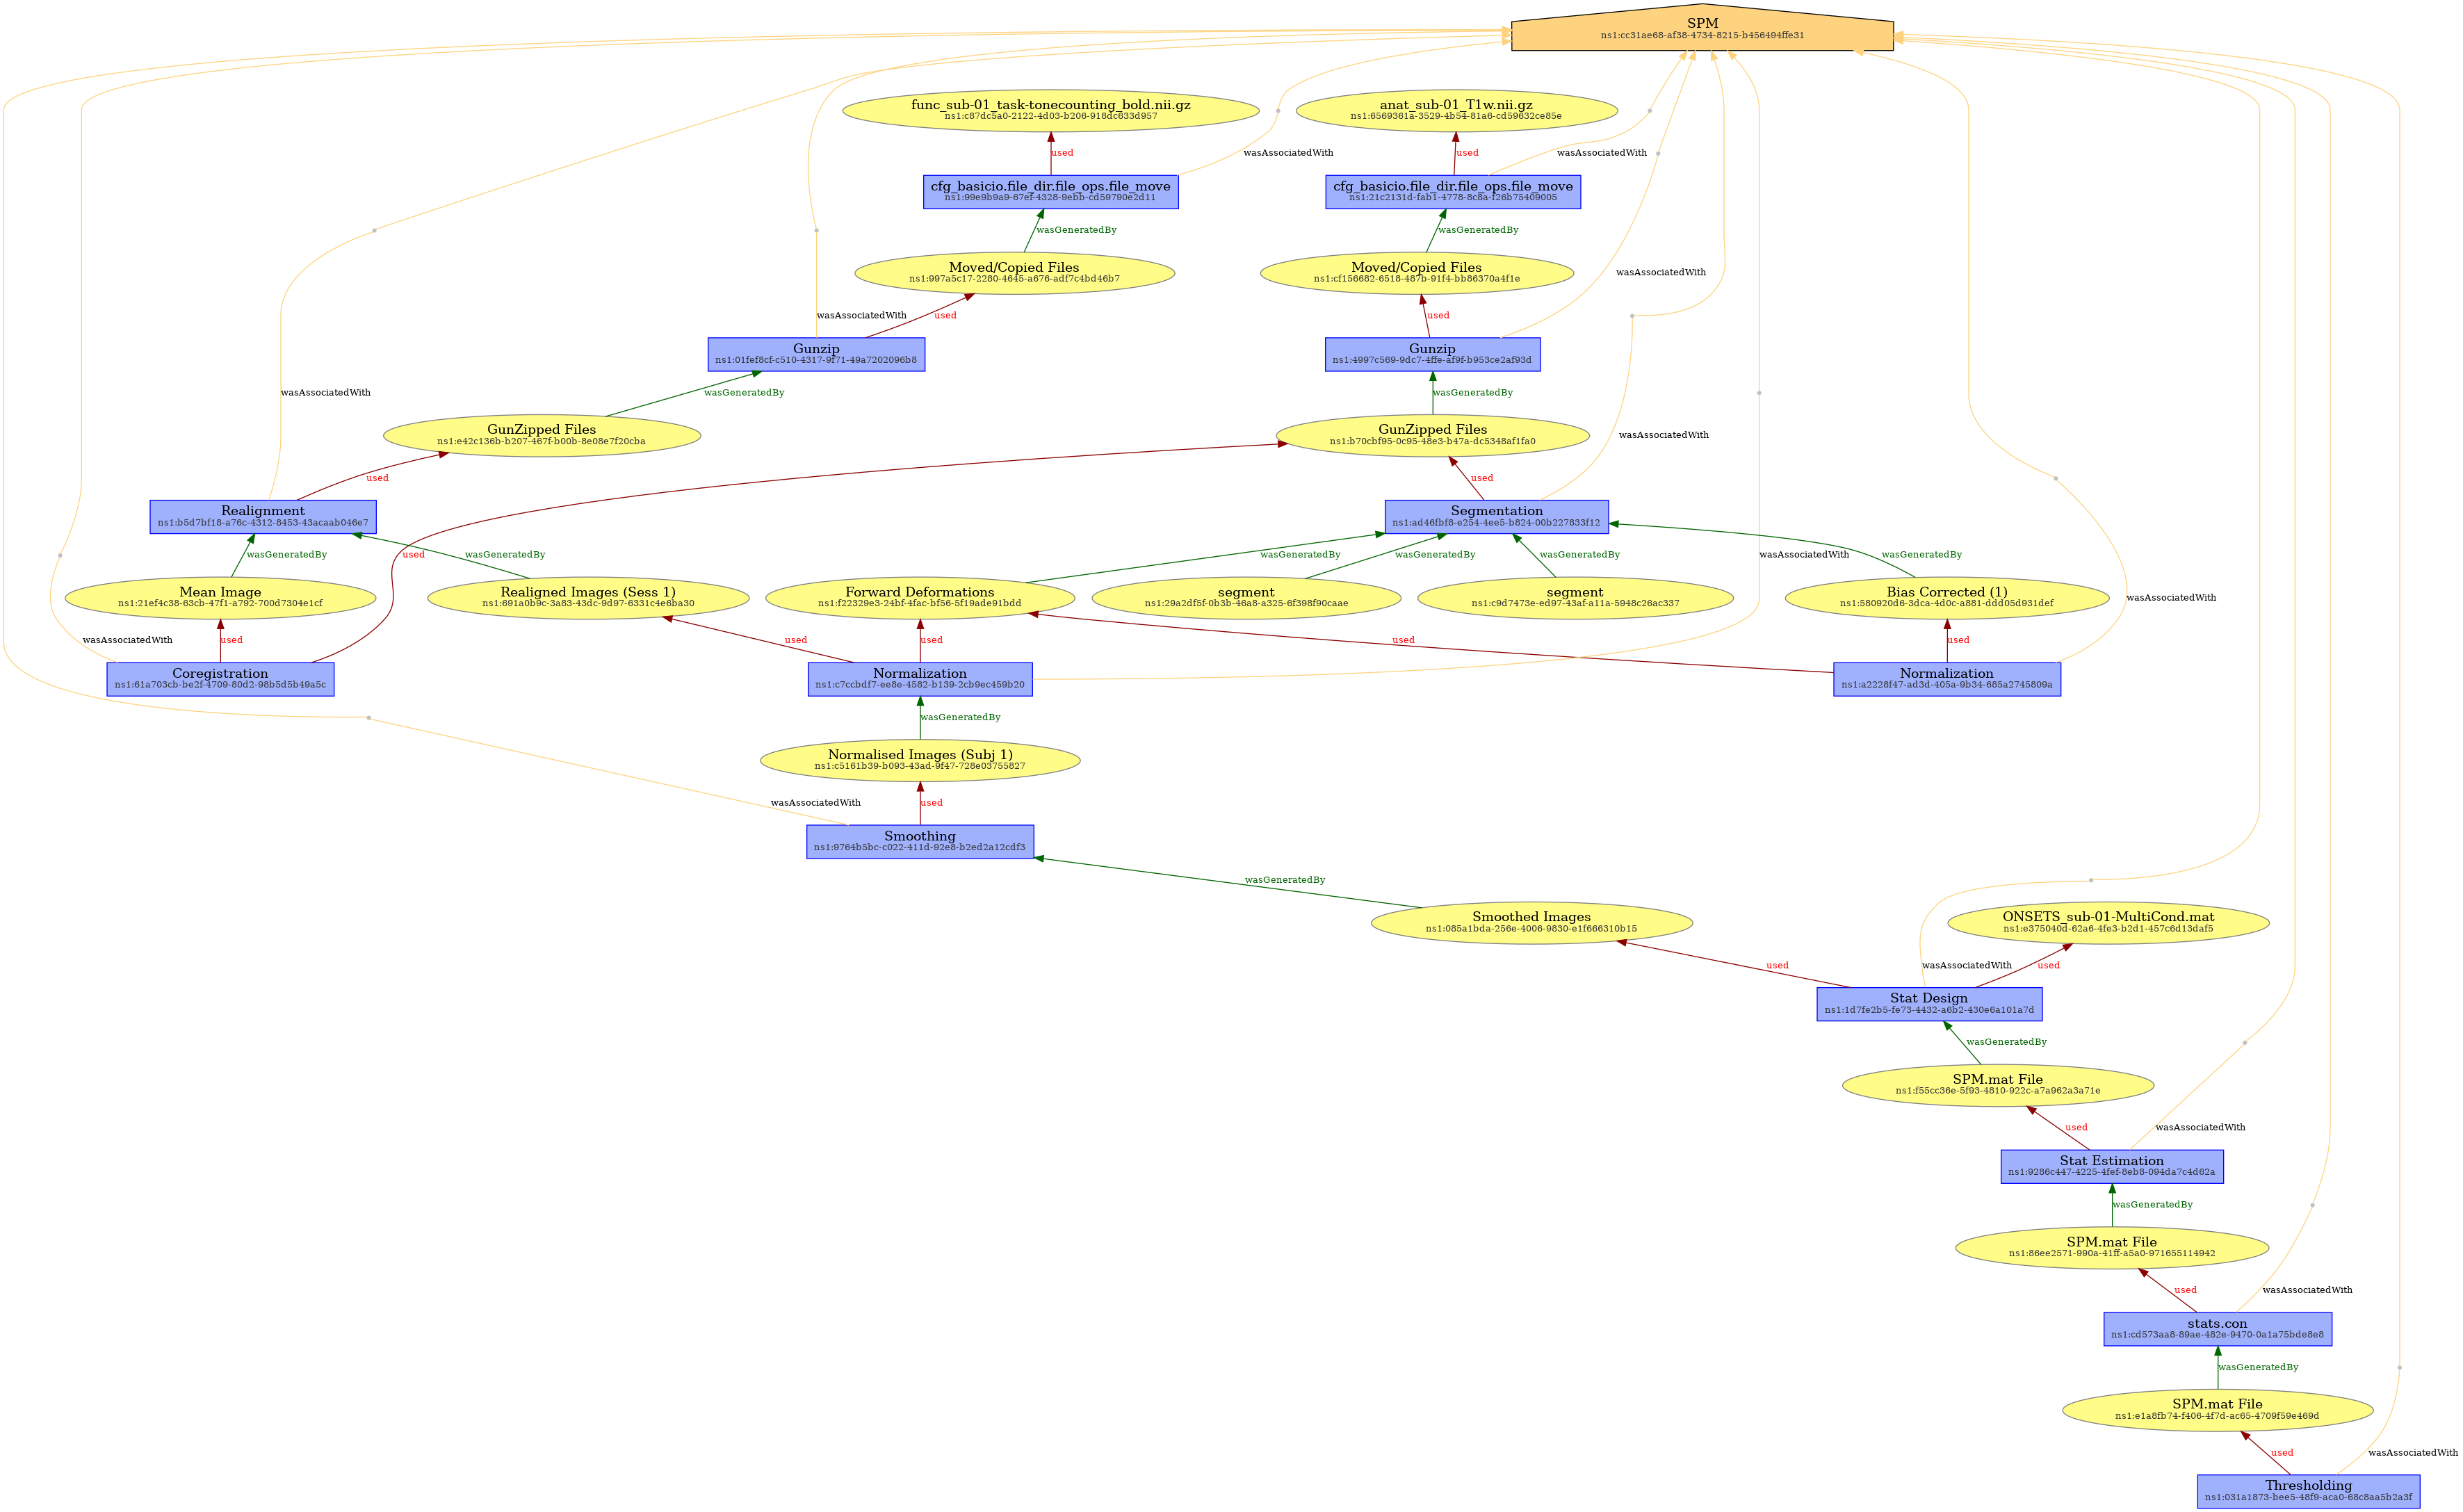 SPM
ns1:cc31ae68-af38-4734-8215-b456494ffe31
func_sub-01_task-tonecounting_bold.nii.gz
ns1:c87dc5a0-2122-4d03-b206-918dc633d957
anat_sub-01_T1w.nii.gz
ns1:6569361a-3529-4b54-81a6-cd59632ce85e
used
wasAssociatedWith
used
wasAssociatedWith
cfg_basicio.file_dir.file_ops.file_move
ns1:99e9b9a9-67ef-4328-9ebb-cd59790e2d11
cfg_basicio.file_dir.file_ops.file_move
ns1:21c2131d-fab1-4778-8c8a-f26b75409005
wasGeneratedBy
wasGeneratedBy
Moved/Copied Files
ns1:997a5c17-2280-4645-a676-adf7c4bd46b7
Moved/Copied Files
ns1:cf156682-6518-487b-91f4-bb86370a4f1e
wasAssociatedWith
wasAssociatedWith
used
used
Gunzip
ns1:01fef8cf-c510-4317-9f71-49a7202096b8
Gunzip
ns1:4997c569-9dc7-4ffe-af9f-b953ce2af93d
wasAssociatedWith
wasGeneratedBy
wasGeneratedBy
GunZipped Files
ns1:e42c136b-b207-467f-b00b-8e08e7f20cba
GunZipped Files
ns1:b70cbf95-0c95-48e3-b47a-dc5348af1fa0
wasAssociatedWith
used
used
Realignment
ns1:b5d7bf18-a76c-4312-8453-43acaab046e7
Segmentation
ns1:ad46fbf8-e254-4ee5-b824-00b227833f12
wasGeneratedBy
wasGeneratedBy
used
wasGeneratedBy
wasGeneratedBy
wasGeneratedBy
wasAssociatedWith
wasGeneratedBy
Mean Image
ns1:21ef4c38-63cb-47f1-a792-700d7304e1cf
Realigned Images (Sess 1)
ns1:691a0b9c-3a83-43dc-9d97-6331c4e6ba30
Forward Deformations
ns1:f22329e3-24bf-4fac-bf56-5f19ade91bdd
segment
ns1:29a2df5f-0b3b-46a8-a325-6f398f90caae
segment
ns1:c9d7473e-ed97-43af-a11a-5948c26ac337
Bias Corrected (1)
ns1:580920d6-3dca-4d0c-a881-ddd05d931def
wasAssociatedWith
wasAssociatedWith
used
used
used
used
used
Coregistration
ns1:61a703cb-be2f-4709-80d2-98b5d5b49a5c
Normalization
ns1:c7ccbdf7-ee8e-4582-b139-2cb9ec459b20
Normalization
ns1:a2228f47-ad3d-405a-9b34-685a2745809a
wasGeneratedBy
Normalised Images (Subj 1)
ns1:c5161b39-b093-43ad-9f47-728e03755827
wasAssociatedWith
used
Smoothing
ns1:9764b5bc-c022-411d-92e8-b2ed2a12cdf3
wasGeneratedBy
Smoothed Images
ns1:085a1bda-256e-4006-9830-e1f666310b15
ONSETS_sub-01-MultiCond.mat
ns1:e375040d-62a6-4fe3-b2d1-457c6d13daf5
used
wasAssociatedWith
used
Stat Design
ns1:1d7fe2b5-fe73-4432-a6b2-430e6a101a7d
wasGeneratedBy
SPM.mat File
ns1:f55cc36e-5f93-4810-922c-a7a962a3a71e
used
wasAssociatedWith
Stat Estimation
ns1:9286c447-4225-4fef-8eb8-094da7c4d62a
wasGeneratedBy
SPM.mat File
ns1:86ee2571-990a-41ff-a5a0-971655114942
used
wasAssociatedWith
stats.con
ns1:cd573aa8-89ae-482e-9470-0a1a75bde8e8
wasGeneratedBy
SPM.mat File
ns1:e1a8fb74-f406-4f7d-ac65-4709f59e469d
used
wasAssociatedWith
Thresholding
ns1:031a1873-bee5-48f9-aca0-68c8aa5b2a3f